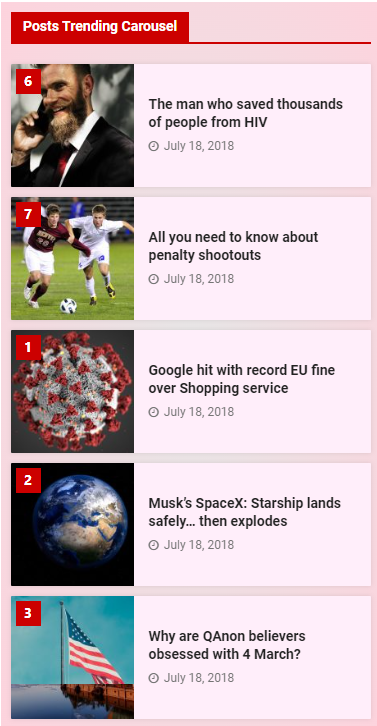 Posts Trending Carousel
6
The man who saved thousands
of people from HIV
July 18, 2018
7
All you need to know about
penalty shootouts
July 18, 2018
1
Google hit with record EU fine
over Shopping service
July 18, 2018
2
Musk’s SpaceX: Starship lands
safely… then explodes
July 18, 2018
3
Why are QAnon believers
obsessed with 4 March?
July 18, 2018